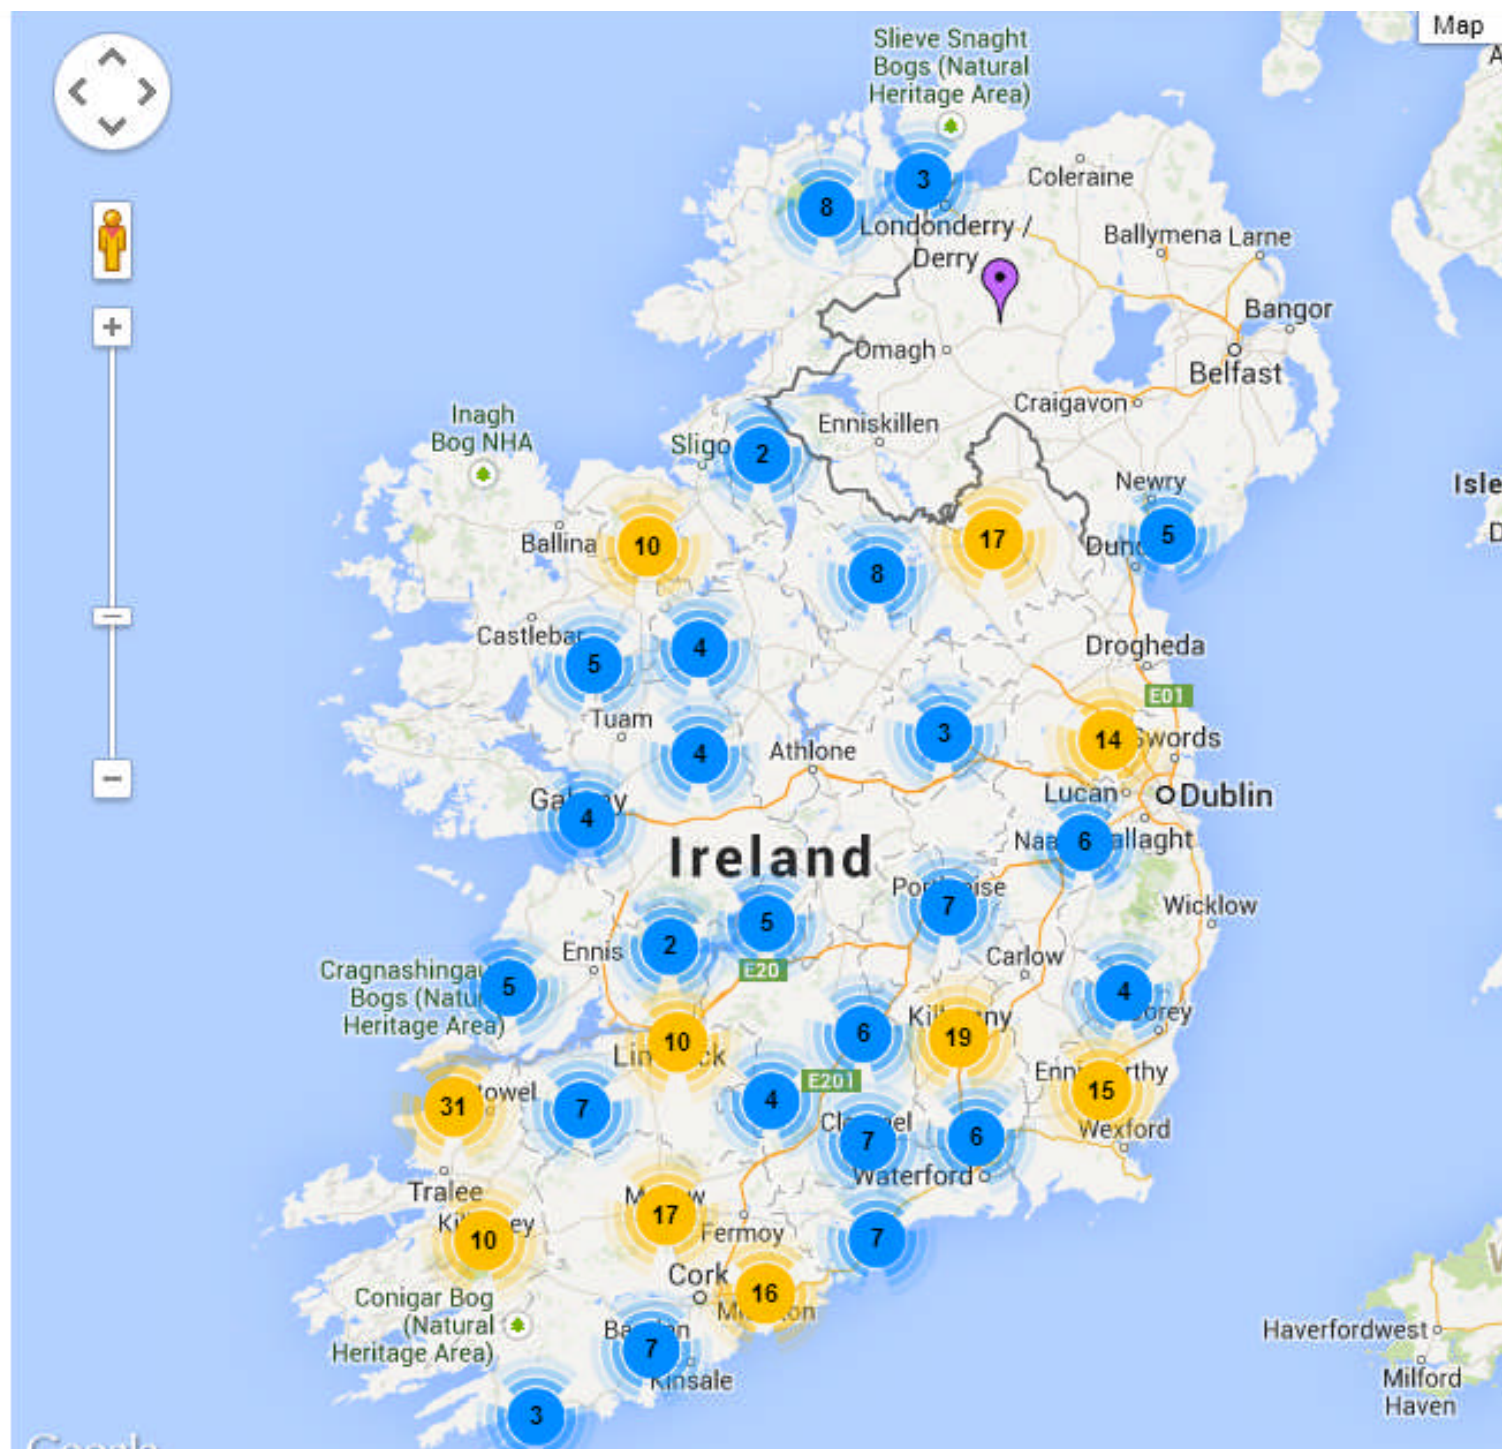 Map
Slieve Snaght
Bogs (Natural
Heritage Area)
Coleraine
3
8
Londonderry /
Derry
Ballymena
Larne
Bangor
Omagh
Belfast
Craigavon
Inagh
Bog NHA
Enniskillen
Sligo
2
Newry
Isle
Ballina
10
17
5
8
Castlebar
5
4
Drogheda
E01
Tuam
4
Athlone
3
14
Swords
Lucan
Dublin
4
Ireland
6
7
Wicklow
5
2
Ennis
E20
Carlow
5
4
Heritage Area)
10
6
19
E201
31
7
4
15
7
6
Wexford
Waterford
Tralee
17
Fermoy
10
7
Cork
16
Conigar Bog
(Natural
Heritage Area)
7
Kinsale
3
Haverfordwest
Milford
Haven